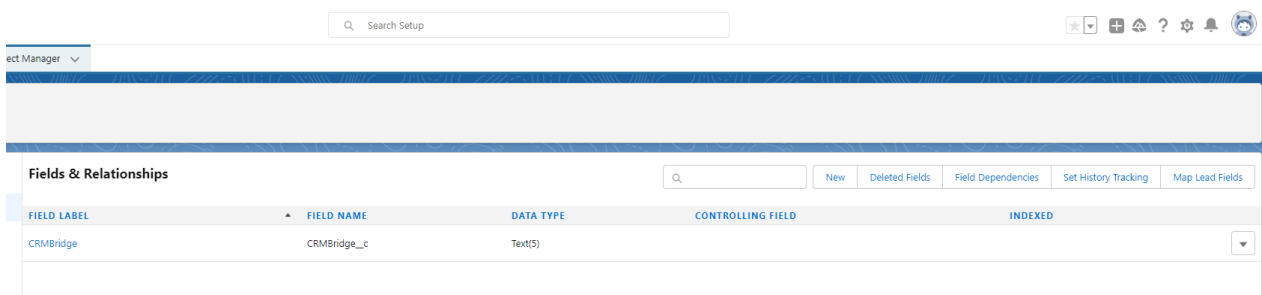 Search Setup
ect Manager
Fields & Relationships
New Deleted Fields Field Dependencies Set History Tracking Map Lead Fields
FIELD LABEL FIELD NAME DATA TYPE CONTROLLING FIELD INDEXED
CRMBridge CRMBridge__c Text(5)